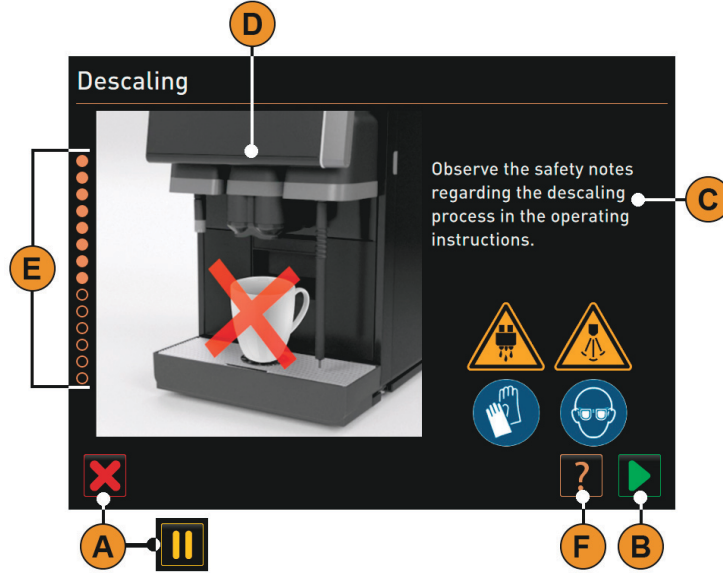 D
Descaling
Observe the safety notes
regarding the descaling
process in the operating
instructions.
C
E
?
A
F
B